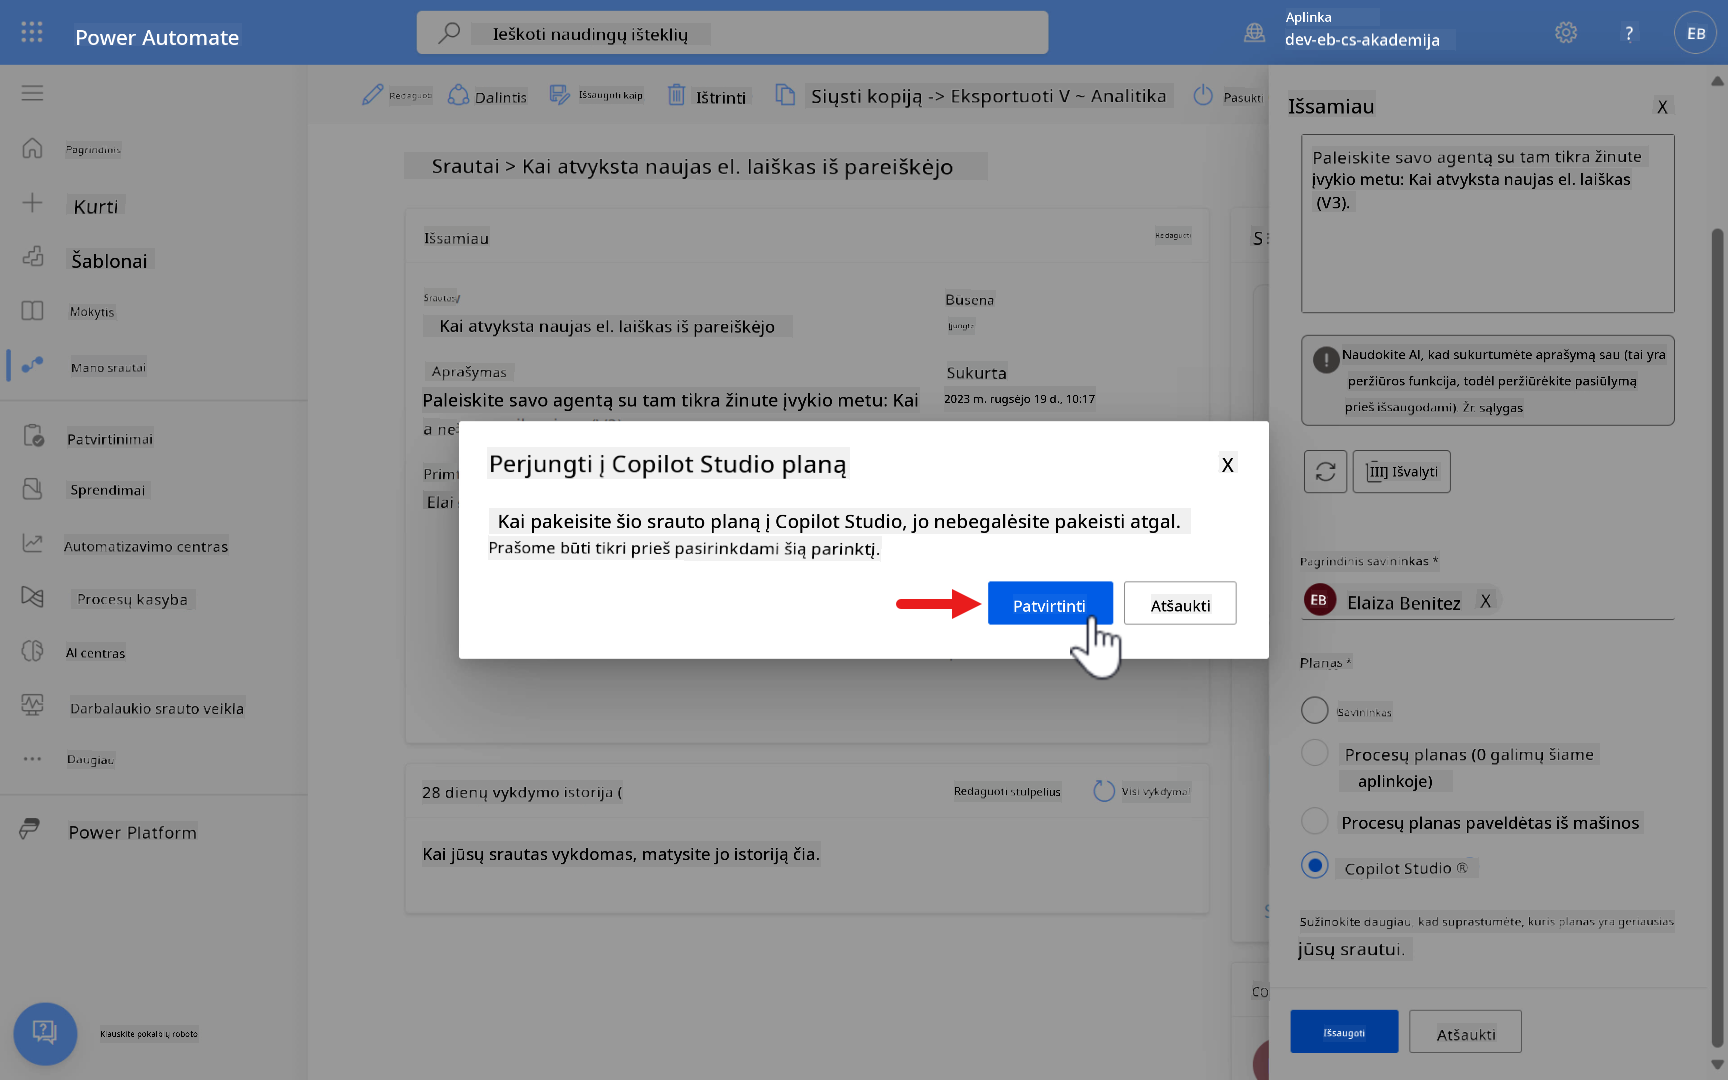 Power Automate
Ieškoti naudingų išteklių
Aplinka
dev-eb-cs-akademija
?
EB
Redaguoti
Dalintis
Išsaugoti kaip
Ištrinti
Siųsti kopiją -> Eksportuoti V ~ Analitika
Pasukti
Pagrindinis
Kurti
Šablonai
Mokytis
Mano srautai
Patvirtinimai
Sprendimai
Automatizavimo centras
Procesų kasyba
AI centras
Darbalaukio srauto veikla
Daugiau
Power Platform
Klauskite pokalbių roboto
Srautai > Kai atvyksta naujas el. laiškas iš pareiškėjo
Išsamiau
Redaguoti
Srautas
Kai atvyksta naujas el. laiškas iš pareiškėjo
Busena
Įjungta
Aprašymas
Paleiskite savo agentą su tam tikra žinute įvykio metu: Kai
a ne
Sukurta
2023 m. rugsėjo 19 d., 10:17
Elai
Perjungti į Copilot Studio planą
X
Kai pakeisite šio srauto planą į Copilot Studio, jo nebegalėsite pakeisti atgal.
Prašome būti tikri prieš pasirinkdami šią parinktį.
Patvirtinti
Atšaukti
28 dienų vykdymo istorija (
Redaguoti stulpelius
Visi vykdymai
Kai jūsų srautas vykdomas, matysite jo istoriją čia.
S
CO
Išsamiau
X
Paleiskite savo agentą su tam tikra žinute
įvykio metu: Kai atvyksta naujas el. laiškas
(V3).
Naudokite AI, kad sukurtumėte aprašymą sau (tai yra
peržiūros funkcija, todėl peržiūrėkite pasiūlymą
prieš išsaugodami). Žr. sąlygas
[III] Išvalyti
Pagrindinis savininkas *
EB
Elaiza Benitez
X
Planas *
Savininkas
Procesų planas (0 galimų šiame
aplinkoje)
Procesų planas paveldėtas iš mašinos
Copilot Studio ®
Sužinokite daugiau, kad suprastumėte, kuris planas yra geriausias
jūsų srautui.
Išsaugoti
Atšaukti